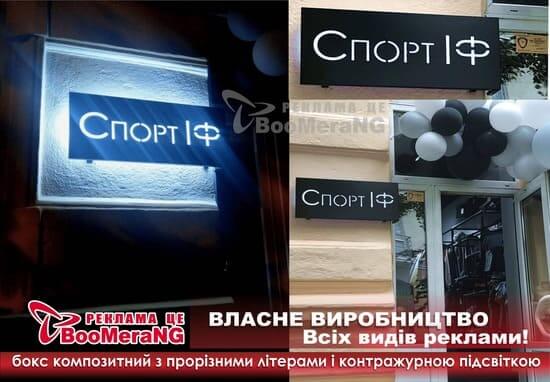 Спорт ІФ
Спорт ІФ
РЕКЛАМА ЦЕ
BooMeraNG
Спорт ІФ
РЕКЛАМА ЦЕ
BooMeraNG
ВЛАСНЕ ВИРОБНИЦТВО
Всіх видів реклами!
бокс композитний з прорізними літерами і контражурною підсвіткою